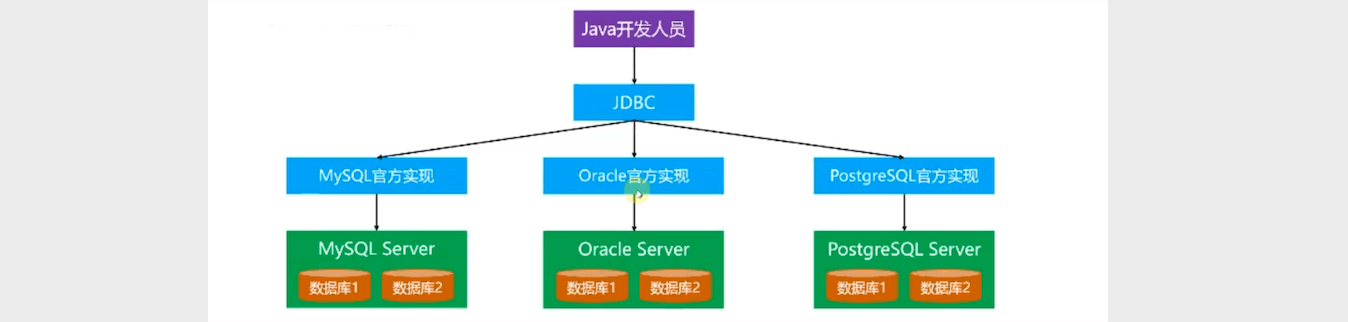 Java开发人员
JDBC
MySQL官方实现
Oracle官方实现
PostgreSQL官方实现
MySQL Server
Oracle Server
PostgreSQL Server
数据库1
数据库2
数据库1
数据库2
数据库1
数据库2